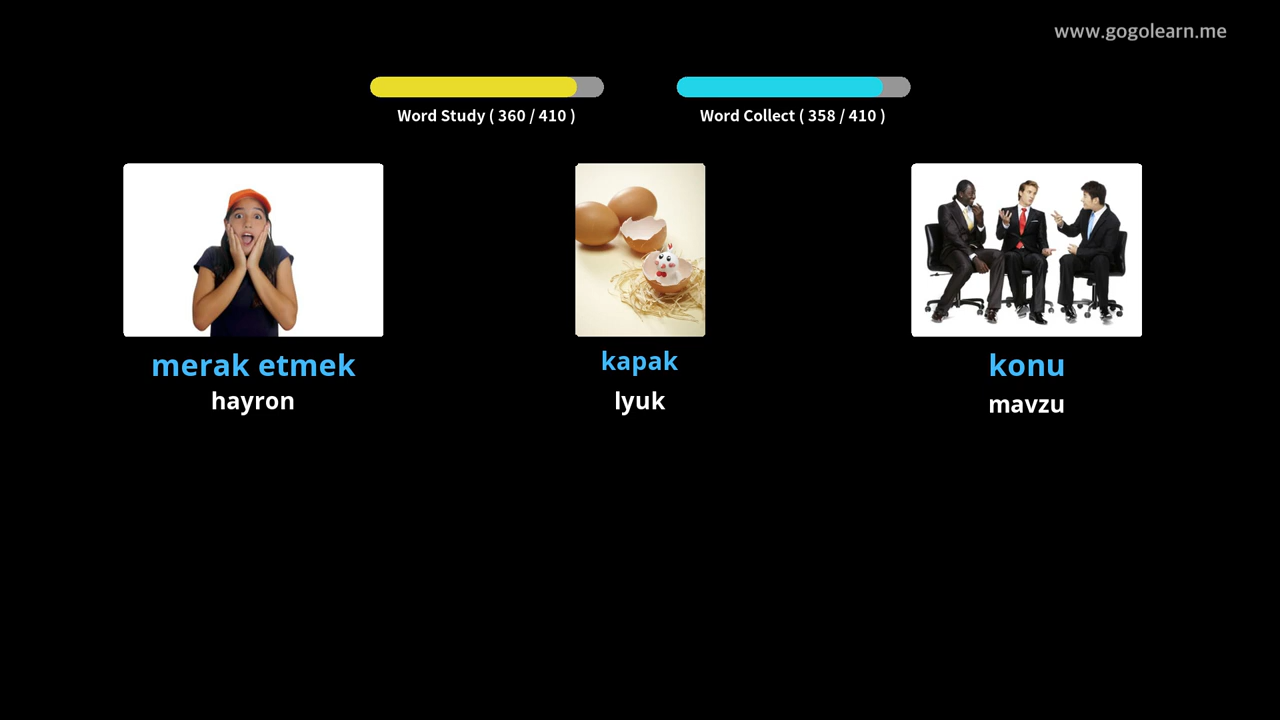 www.gogolearn.me
Word Study ( 360 / 410 )
Word Collect ( 358 / 410 )
merak etmek
hayron
kapak
lyuk
konu
mavzu